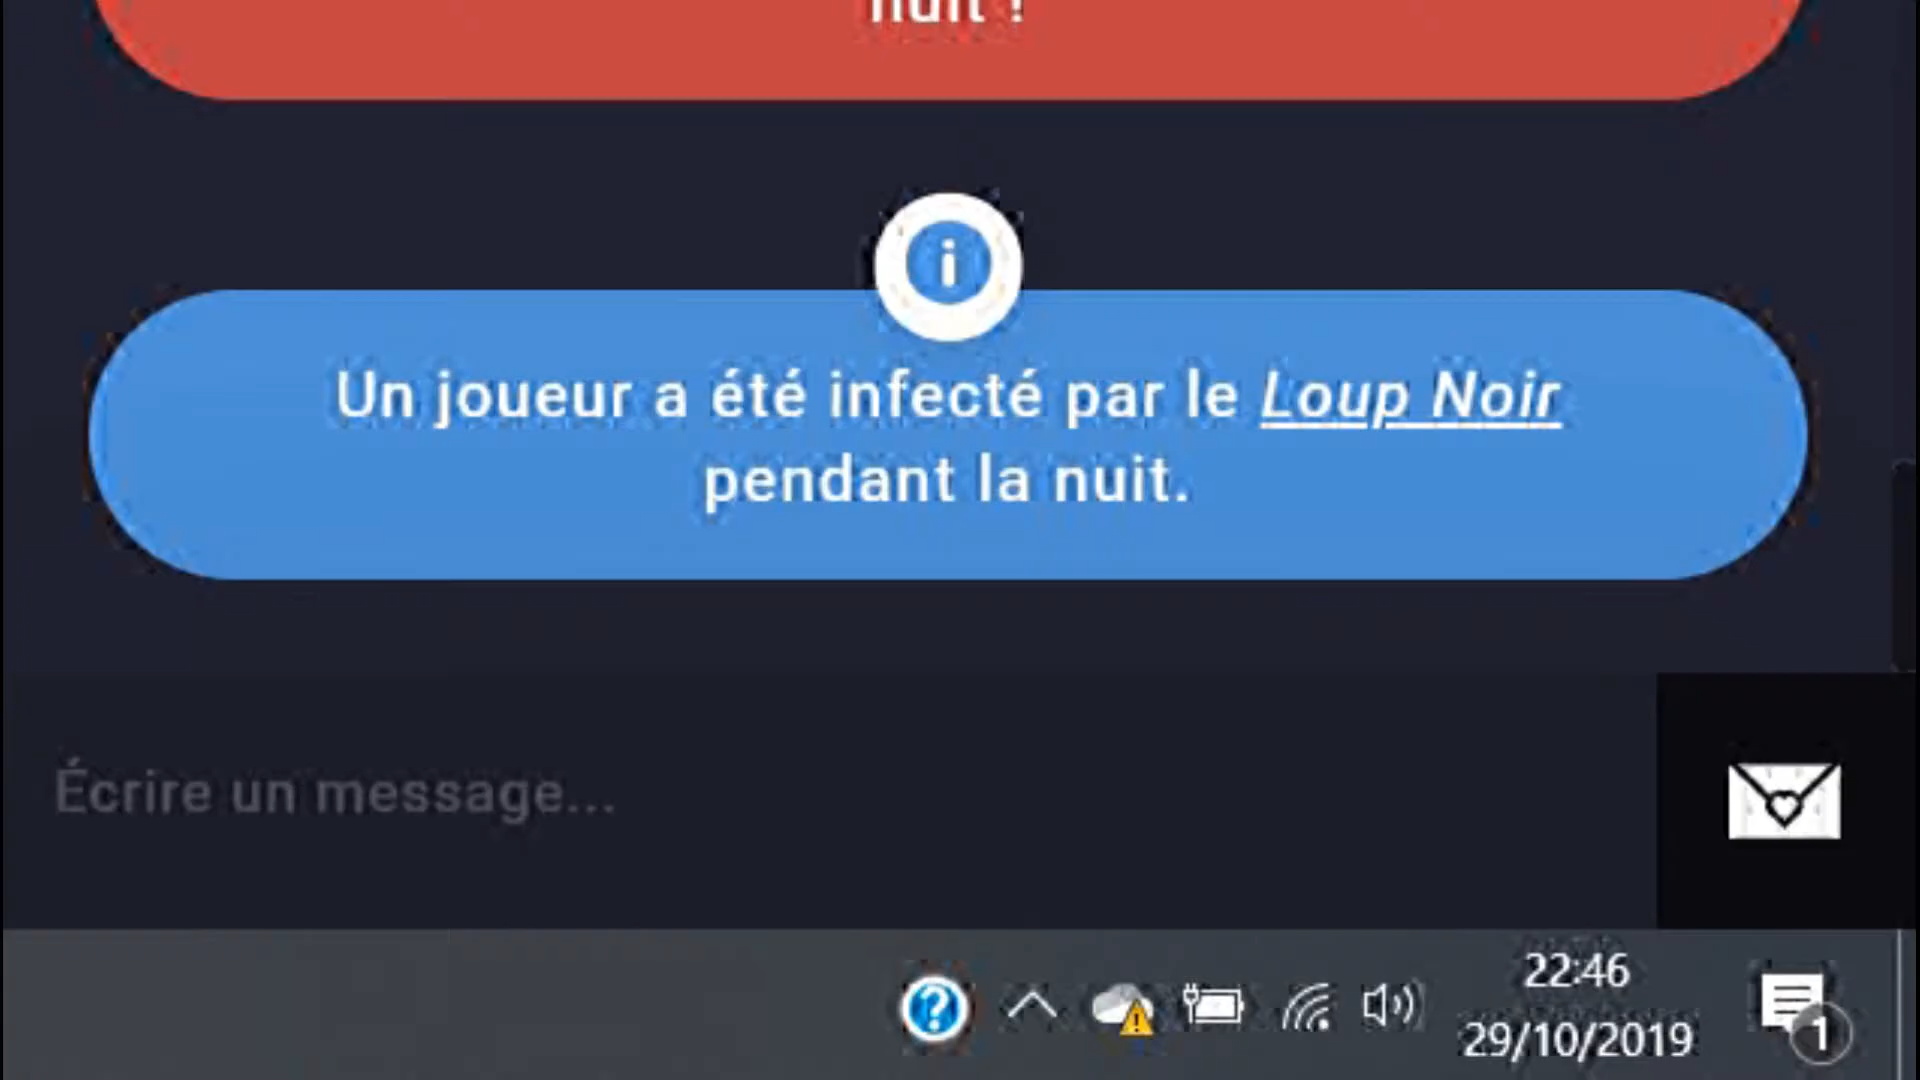 nuit !
i
Un joueur a été infecté par le Loup Noir
pendant la nuit.
Écrire un message...
?
22:46
29/10/2019
1